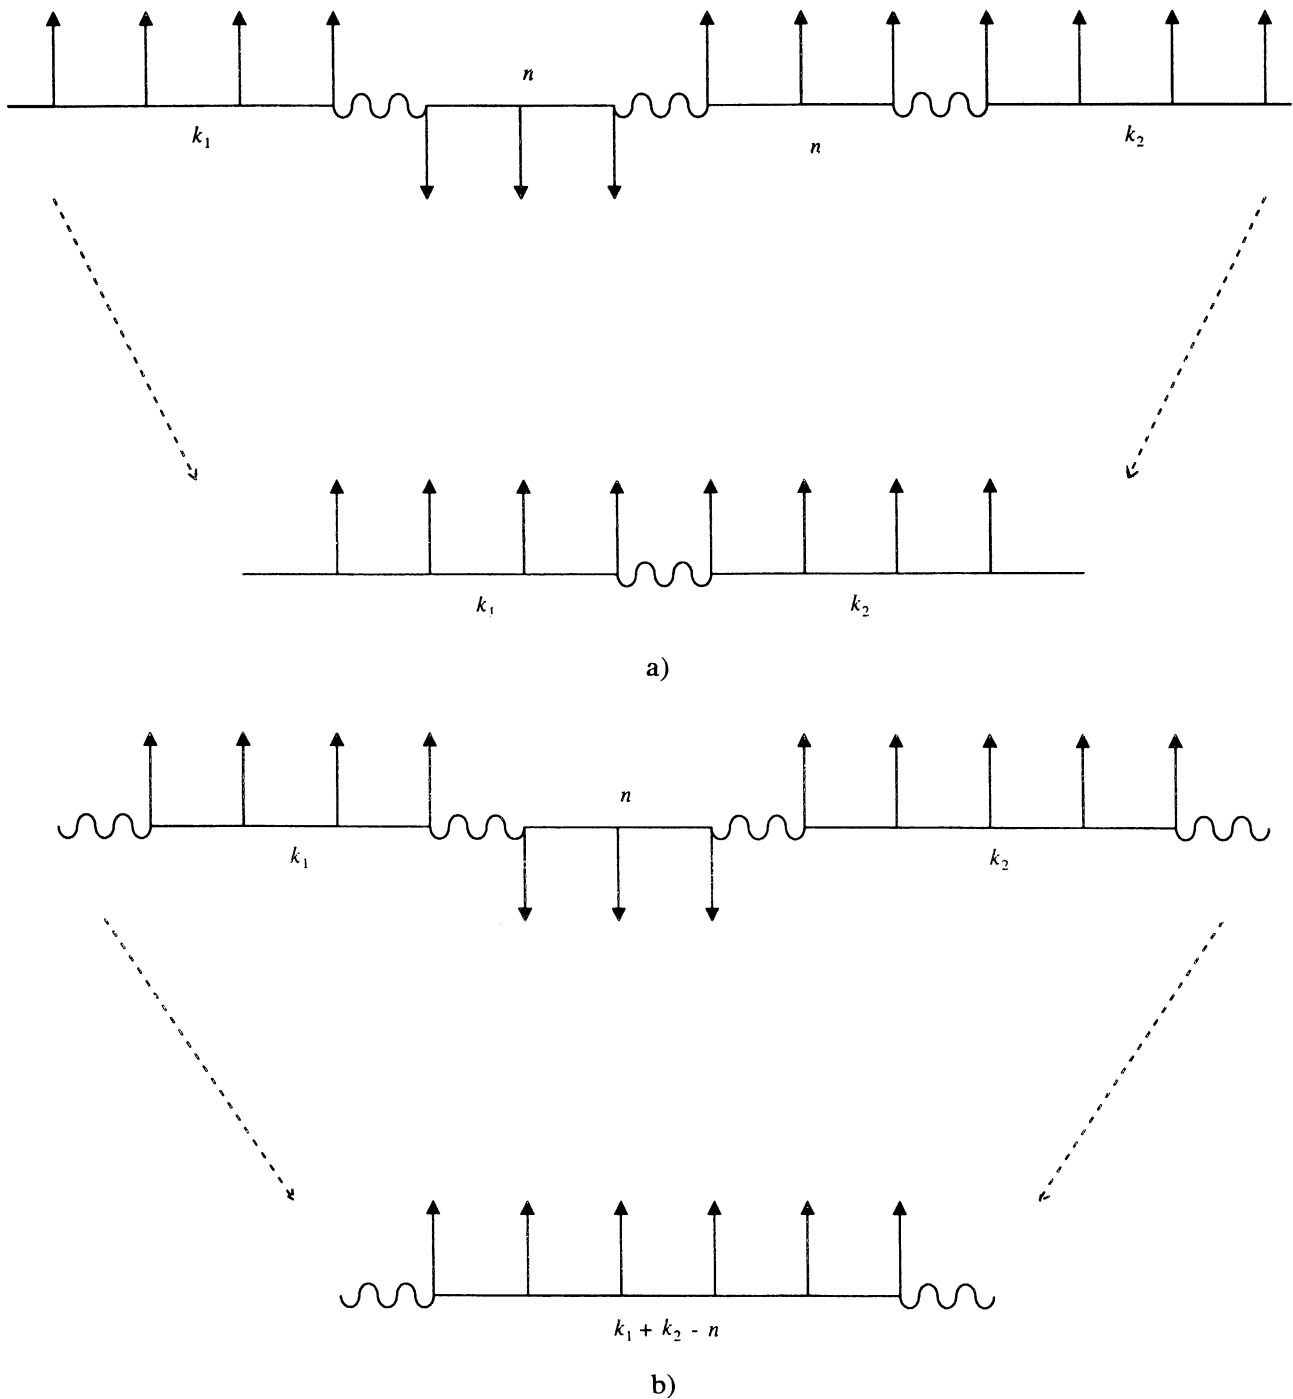 n
k₁ n k₂
k₁ k₂
a)
n
k₁ k₂
k₁ + k₂ - n
b)